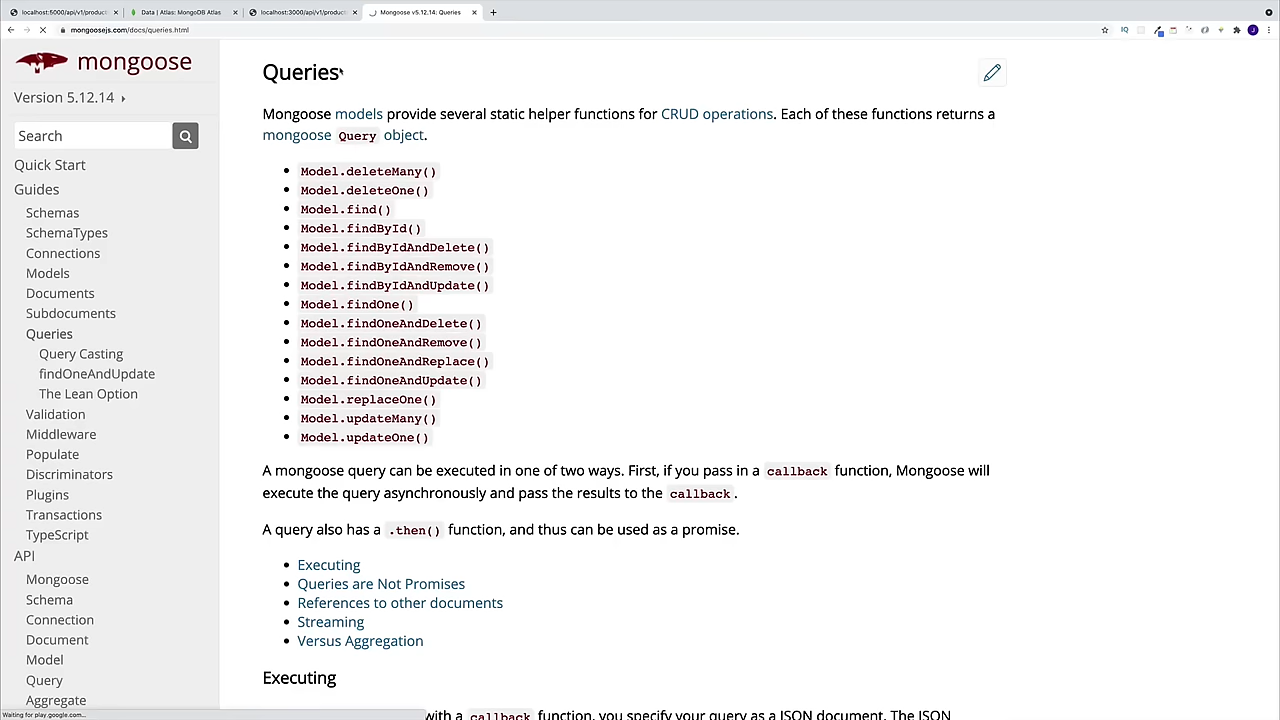 localhost:5000/api/v1/product
Data | Atlas: MongoDB Atlas
localhost:3000/api/v1/product
Mongoose v5.12.14: Queries
mongoosejs.com/docs/queries.html
mongoose
Version 5.12.14
Search
Quick Start
Guides
Schemas
SchemaTypes
Connections
Models
Documents
Subdocuments
Queries
Query Casting
findOneAndUpdate
The Lean Option
Validation
Middleware
Populate
Discriminators
Plugins
Transactions
TypeScript
API
Mongoose
Schema
Connection
Document
Model
Query
Aggregate
Queries
Mongoose models provide several static helper functions for CRUD operations. Each of these functions returns a
mongoose Query object.
Model.deleteMany()
Model.deleteOne()
Model.find()
Model.findById()
Model.findByIdAndDelete()
Model.findByIdAndRemove()
Model.findByIdAndUpdate()
Model.findOne()
Model.findOneAndDelete()
Model.findOneAndRemove()
Model.findOneAndReplace()
Model.findOneAndUpdate()
Model.replaceOne()
Model.updateMany()
Model.updateOne()
A mongoose query can be executed in one of two ways. First, if you pass in a callback function, Mongoose will
execute the query asynchronously and pass the results to the callback.
A query also has a .then() function, and thus can be used as a promise.
Executing
Queries are Not Promises
References to other documents
Streaming
Versus Aggregation
Executing
with a callback function, you specify your query as a JSON document. The JSON
Waiting for play.google.com...